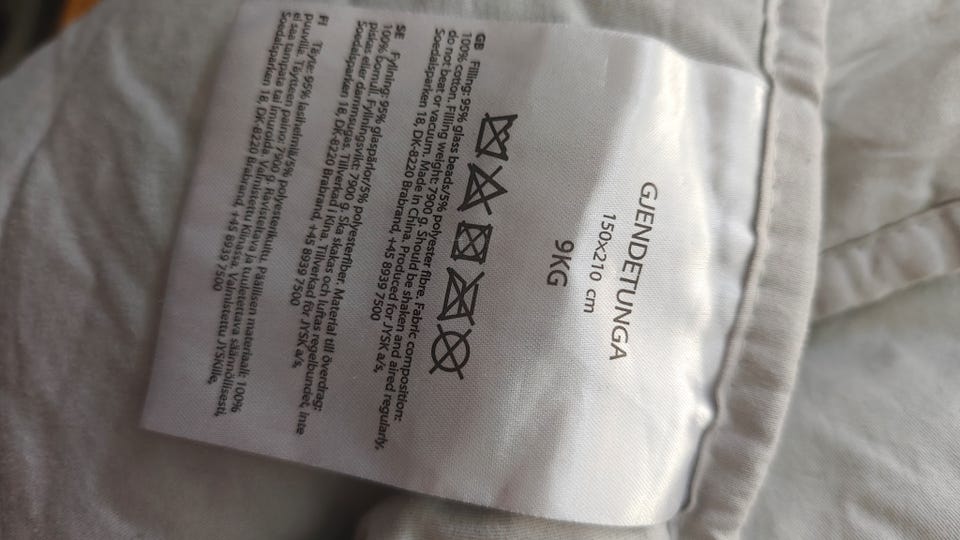 GJENDETUNGA
150x210 cm
9KG
GB Filling: 95% glass beads/5% polyester fibre. Fabric composition:
100% cotton. Filling weight: 7900 g. Should be shaken and aired regularly,
do not beat or vacuum. Made in China. Produced for JYSK a/s,
Soedalsparken 18, DK-8220 Brabrand, +45 8939 7500
SE Fyllning: 95% glaspärlor/5% polyesterfiber. Material till överdrag:
100% bomull. Fyllningsvikt: 7900 g. Ska skakas och luftas regelbundet, inte
piskas eller dammsugas. Tillverkad i Kina. Tillverkad för JYSK a/s,
Soedalsparken 18, DK-8220 Brabrand, +45 8939 7500
FI Täyte: 95% lasihelmiä/5% polyesterikuitu. Päällisen materiaali: 100%
puuvilla. Täytteen paino: 7900 g. Ravistekava ja tuuletettava säännöllisesti,
ei saa tampata tai imuroida. Valmistettu Kiinassa. Valmistettu JYSKille,
Soedalsparken 18, DK-8220 Brabrand, +45 8939 7500